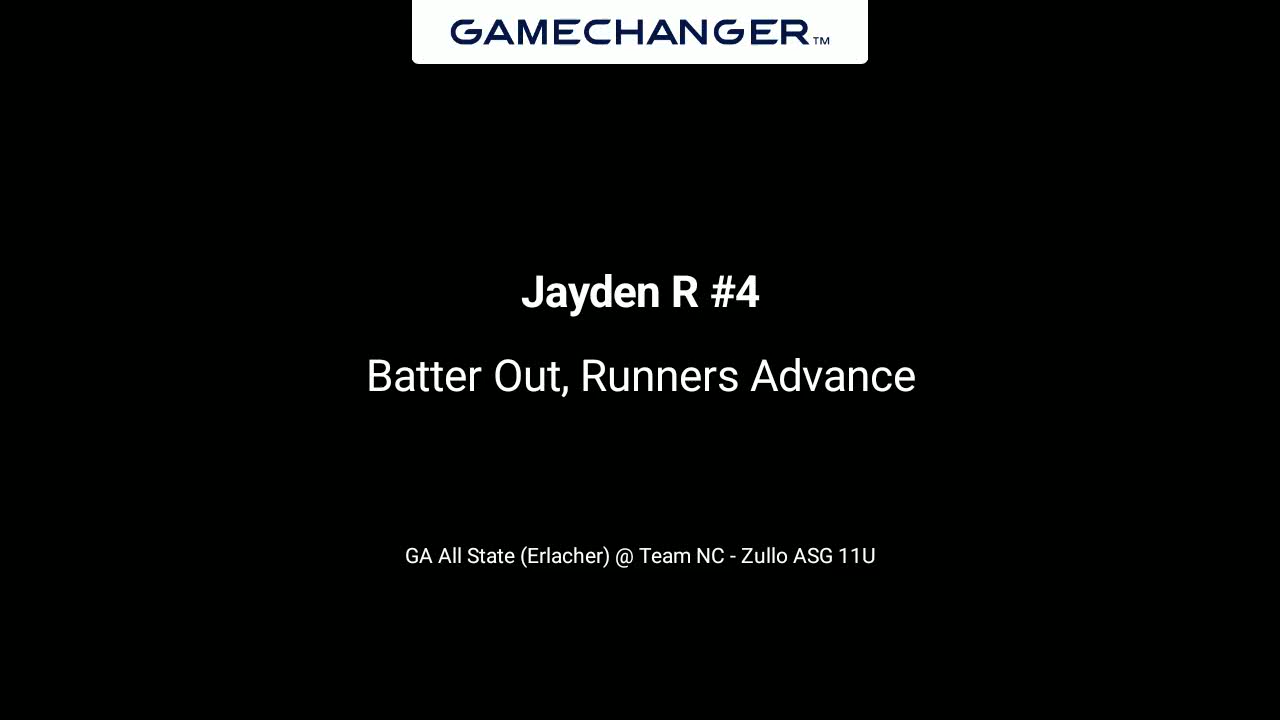 GAMECHANGER™
Jayden R #4
Batter Out, Runners Advance
GA All State (Erlacher) @ Team NC - Zullo ASG 11U